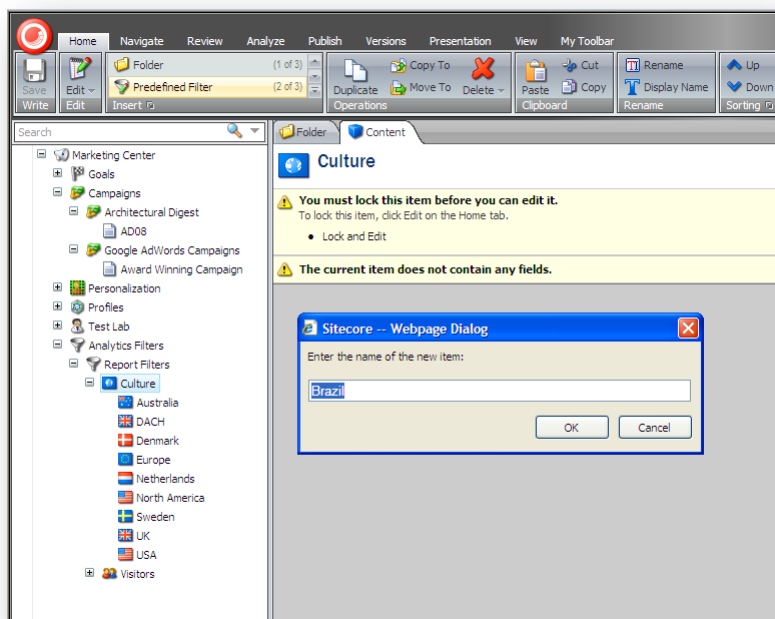 Home Navigate Review Analyze Publish Versions Presentation View My Toolbar
Save
Write
Edit
Edit
Folder (1 of 3)
Predefined Filter (2 of 3)
Insert
Duplicate
Copy To
Move To
Delete
Operations
Paste
Cut
Copy
Clipboard
Rename
Display Name
Rename
Up
Down
Sorting
Search
Marketing Center
Goals
Campaigns
Architectural Digest
AD08
Google AdWords Campaigns
Award Winning Campaign
Personalization
Profiles
Test Lab
Analytics Filters
Report Filters
Culture
Australia
DACH
Denmark
Europe
Netherlands
North America
Sweden
UK
USA
Visitors
Folder Content
Culture
You must lock this item before you can edit it.
To lock this item, click Edit on the Home tab.
• Lock and Edit
The current item does not contain any fields.
Sitecore -- Webpage Dialog
Enter the name of the new item:
Brazil
OK Cancel